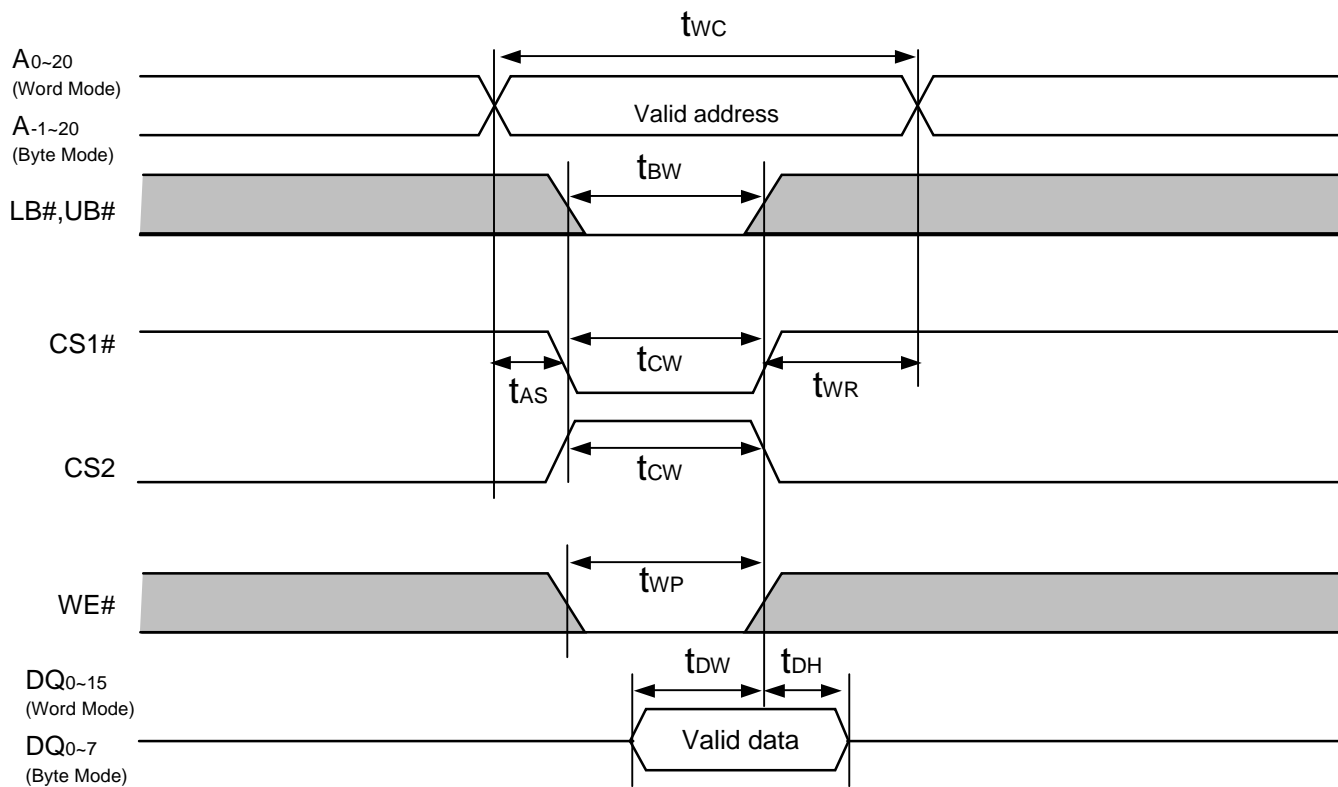 tWC
A0~20
(Word Mode)
Valid address
A-1~20
(Byte Mode)
tBW
LB#,UB#
CS1#
tCW
tAS
tWR
CS2
tCW
WE#
tWP
tDW
tDH
DQ0~15
(Word Mode)
Valid data
DQ0~7
(Byte Mode)